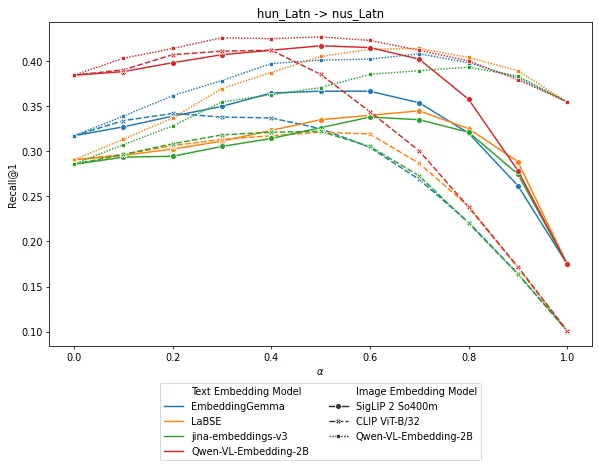 hun_Latn -> nus_Latn
Recall@1
0.40
0.35
0.30
0.25
0.20
0.15
0.10
0.0 0.2 0.4 0.6 0.8 1.0
α
Text Embedding Model
EmbeddingGemma
LaBSE
jina-embeddings-v3
Qwen-VL-Embedding-2B
Image Embedding Model
SigLIP 2 So400m
CLIP ViT-B/32
Qwen-VL-Embedding-2B